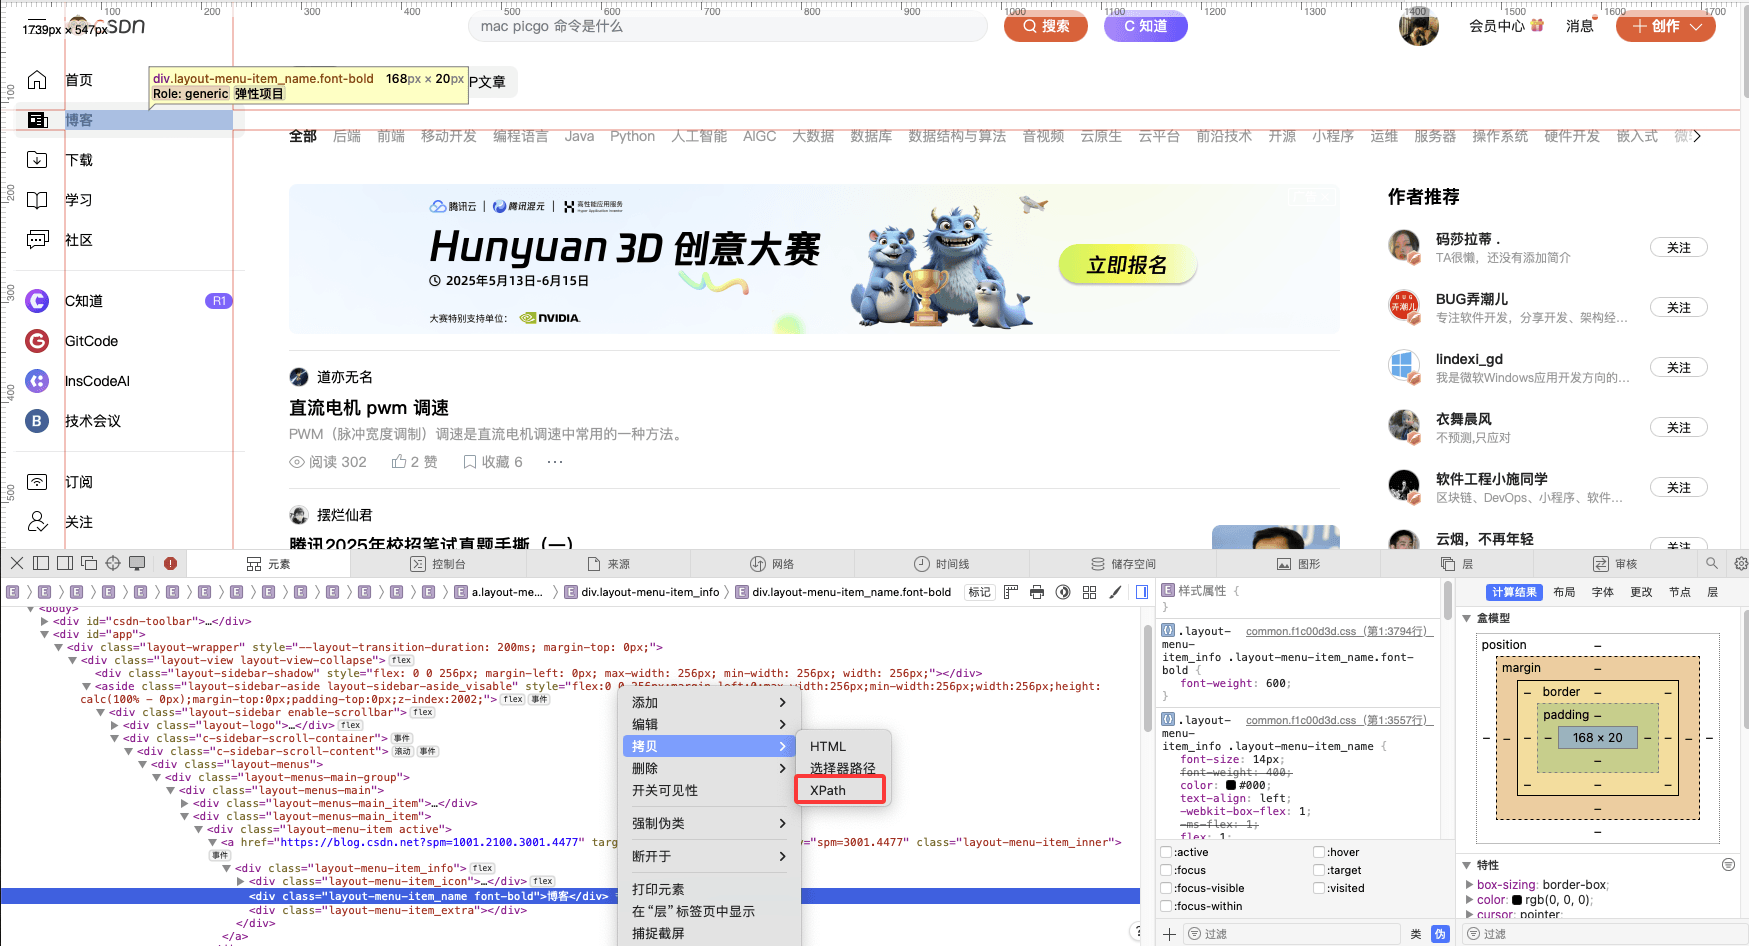 100 200 300 400 500 600 700 800 900 1000 1100 1200 1300 1400 1500 1600 1700
1739px × 547px
mac picgo 命令是什么
搜索
C 知道
会员中心
消息
创作
首页
div.layout-menu-item_name.font-bold 168px × 20px
Role: generic 弹性项目
P文章
博客
全部 后端 前端 移动开发 编程语言 Java Python 人工智能 AIGC 大数据 数据库 数据结构与算法 音视频 云原生 云平台 前沿技术 开源 小程序 运维 服务器 操作系统 硬件开发 嵌入式
下载
学习
社区
C知道 R1
GitCode
InsCodeAI
技术会议
订阅
关注
腾讯云 | 腾讯混元 | 高性能应用服务
Hunyuan 3D 创意大赛
2025年5月13日-6月15日
大赛特别支持单位: NVIDIA.
立即报名
道亦无名
直流电机 pwm 调速
PWM（脉冲宽度调制）调速是直流电机调速中常用的一种方法。
阅读 302 2 赞 收藏 6 ···
摆烂仙君
腾讯2025年校招笔试真题手撕（一）
作者推荐
码莎拉蒂 .
TA很懒，还没有添加简介
关注
BUG弄潮儿
专注软件开发，分享开发、架构经...
关注
lindexi_gd
我是微软Windows应用开发方向的...
关注
衣舞晨风
不预测,只应对
关注
软件工程小施同学
区块链、DevOps、小程序、软件...
关注
云烟，不再年轻
关注
元素 控制台 来源 网络 时间线 储存空间 图形 层 审核
E E E E E E E E E E E E E E E a.layout-me... E div.layout-menu-item_info E div.layout-menu-item_name.font-bold 标记
<body>
<div id="csdn-toolbar">…</div>
<div id="app">
<div class="layout-wrapper" style="--layout-transition-duration: 200ms; margin-top: 0px;">
<div class="layout-view layout-view-collapse"> flex
<div class="layout-sidebar-shadow" style="flex: 0 0 256px; margin-left: 0px; max-width: 256px; min-width: 256px; width: 256px;"></div>
<aside class="layout-sidebar-aside layout-sidebar-aside_visable" style="flex:0 0 256px;margin-left:0;max-width:256px;min-width:256px;width:256px;height:
calc(100% - 0px);margin-top:0px;padding-top:0px;z-index:2002;"> flex 事件
<div class="layout-sidebar enable-scrollbar"> flex
<div class="layout-logo">…</div> flex
<div class="c-sidebar-scroll-container"> 事件
<div class="c-sidebar-scroll-content"> 滚动 事件
<div class="layout-menus">
<div class="layout-menus-main-group">
<div class="layout-menus-main">
<div class="layout-menus-main_item">…</div>
<div class="layout-menus-main_item">
<div class="layout-menu-item active">
<a href="https://blog.csdn.net?spm=1001.2100.3001.4477" targ ="spm=3001.4477" class="layout-menu-item_inner">
事件
<div class="layout-menu-item_info"> flex
<div class="layout-menu-item_icon">…</div> flex
<div class="layout-menu-item_name font-bold">博客</div>
<div class="layout-menu-item_extra"></div>
</div>
</a>
添加
编辑
拷贝
删除
开关可见性
强制伪类
断开于
打印元素
在“层”标签页中显示
捕捉截屏
HTML
选择器路径
XPath
样式属性 {
}
.layout- common.f1c00d3d.css（第1:3794行）
menu-
item_info .layout-menu-item_name.font-
bold {
font-weight: 600;
}
.layout- common.f1c00d3d.css（第1:3557行）
menu-
item_info .layout-menu-item_name {
font-size: 14px;
font-weight: 400;
color: #000;
text-align: left;
-webkit-box-flex: 1;
-ms-flex: 1;
flex: 1;
:active :hover
:focus :target
:focus-visible :visited
:focus-within
过滤 类 伪
计算结果 布局 字体 更改 节点 层
盒模型
position
margin
border
padding
168 × 20
特性
box-sizing: border-box;
color: rgb(0, 0, 0);
cursor: pointer;
过滤